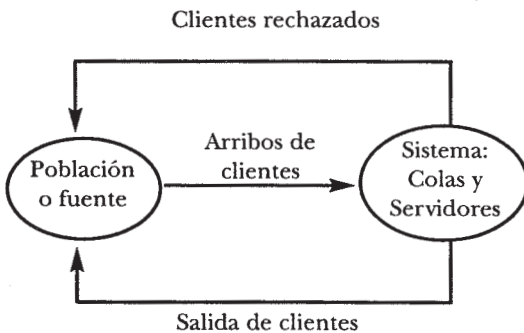 Clientes rechazados
Población
o fuente
Arribos de
clientes
Sistema:
Colas y
Servidores
Salida de clientes